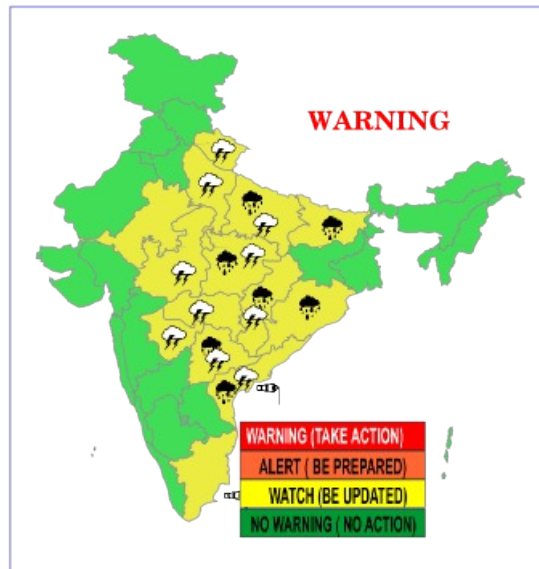 WARNING
WARNING (TAKE ACTION)
ALERT ( BE PREPARED)
WATCH (BE UPDATED)
NO WARNING ( NO ACTION)